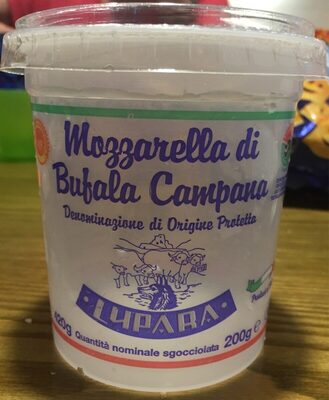 Mozzarella di
Bufala Campana
Denominazione di Origine Protetta
LUPARA
420g Quantità nominale sgocciolata 200g e